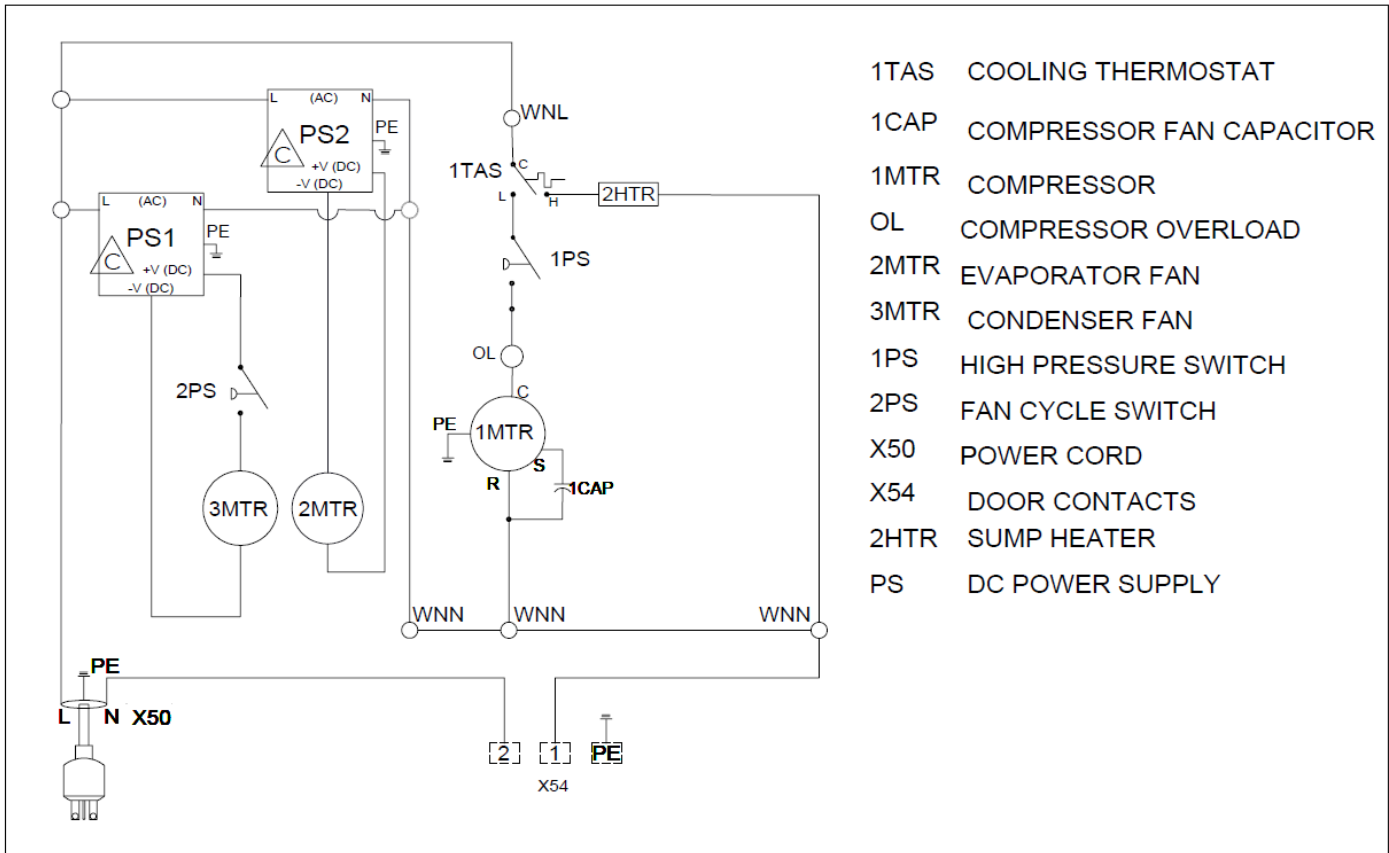 L (AC) N
PS2
C
PE
+V (DC)
-V (DC)
L (AC) N
PS1
C
PE
+V (DC)
-V (DC)
WNL
1TAS
C
L
H
2HTR
1PS
2PS
OL
C
PE
1MTR
S
R
1CAP
3MTR
2MTR
WNN
WNN
WNN
PE
L N X50
2
1
PE
X54
1TAS COOLING THERMOSTAT
1CAP COMPRESSOR FAN CAPACITOR
1MTR COMPRESSOR
OL COMPRESSOR OVERLOAD
2MTR EVAPORATOR FAN
3MTR CONDENSER FAN
1PS HIGH PRESSURE SWITCH
2PS FAN CYCLE SWITCH
X50 POWER CORD
X54 DOOR CONTACTS
2HTR SUMP HEATER
PS DC POWER SUPPLY